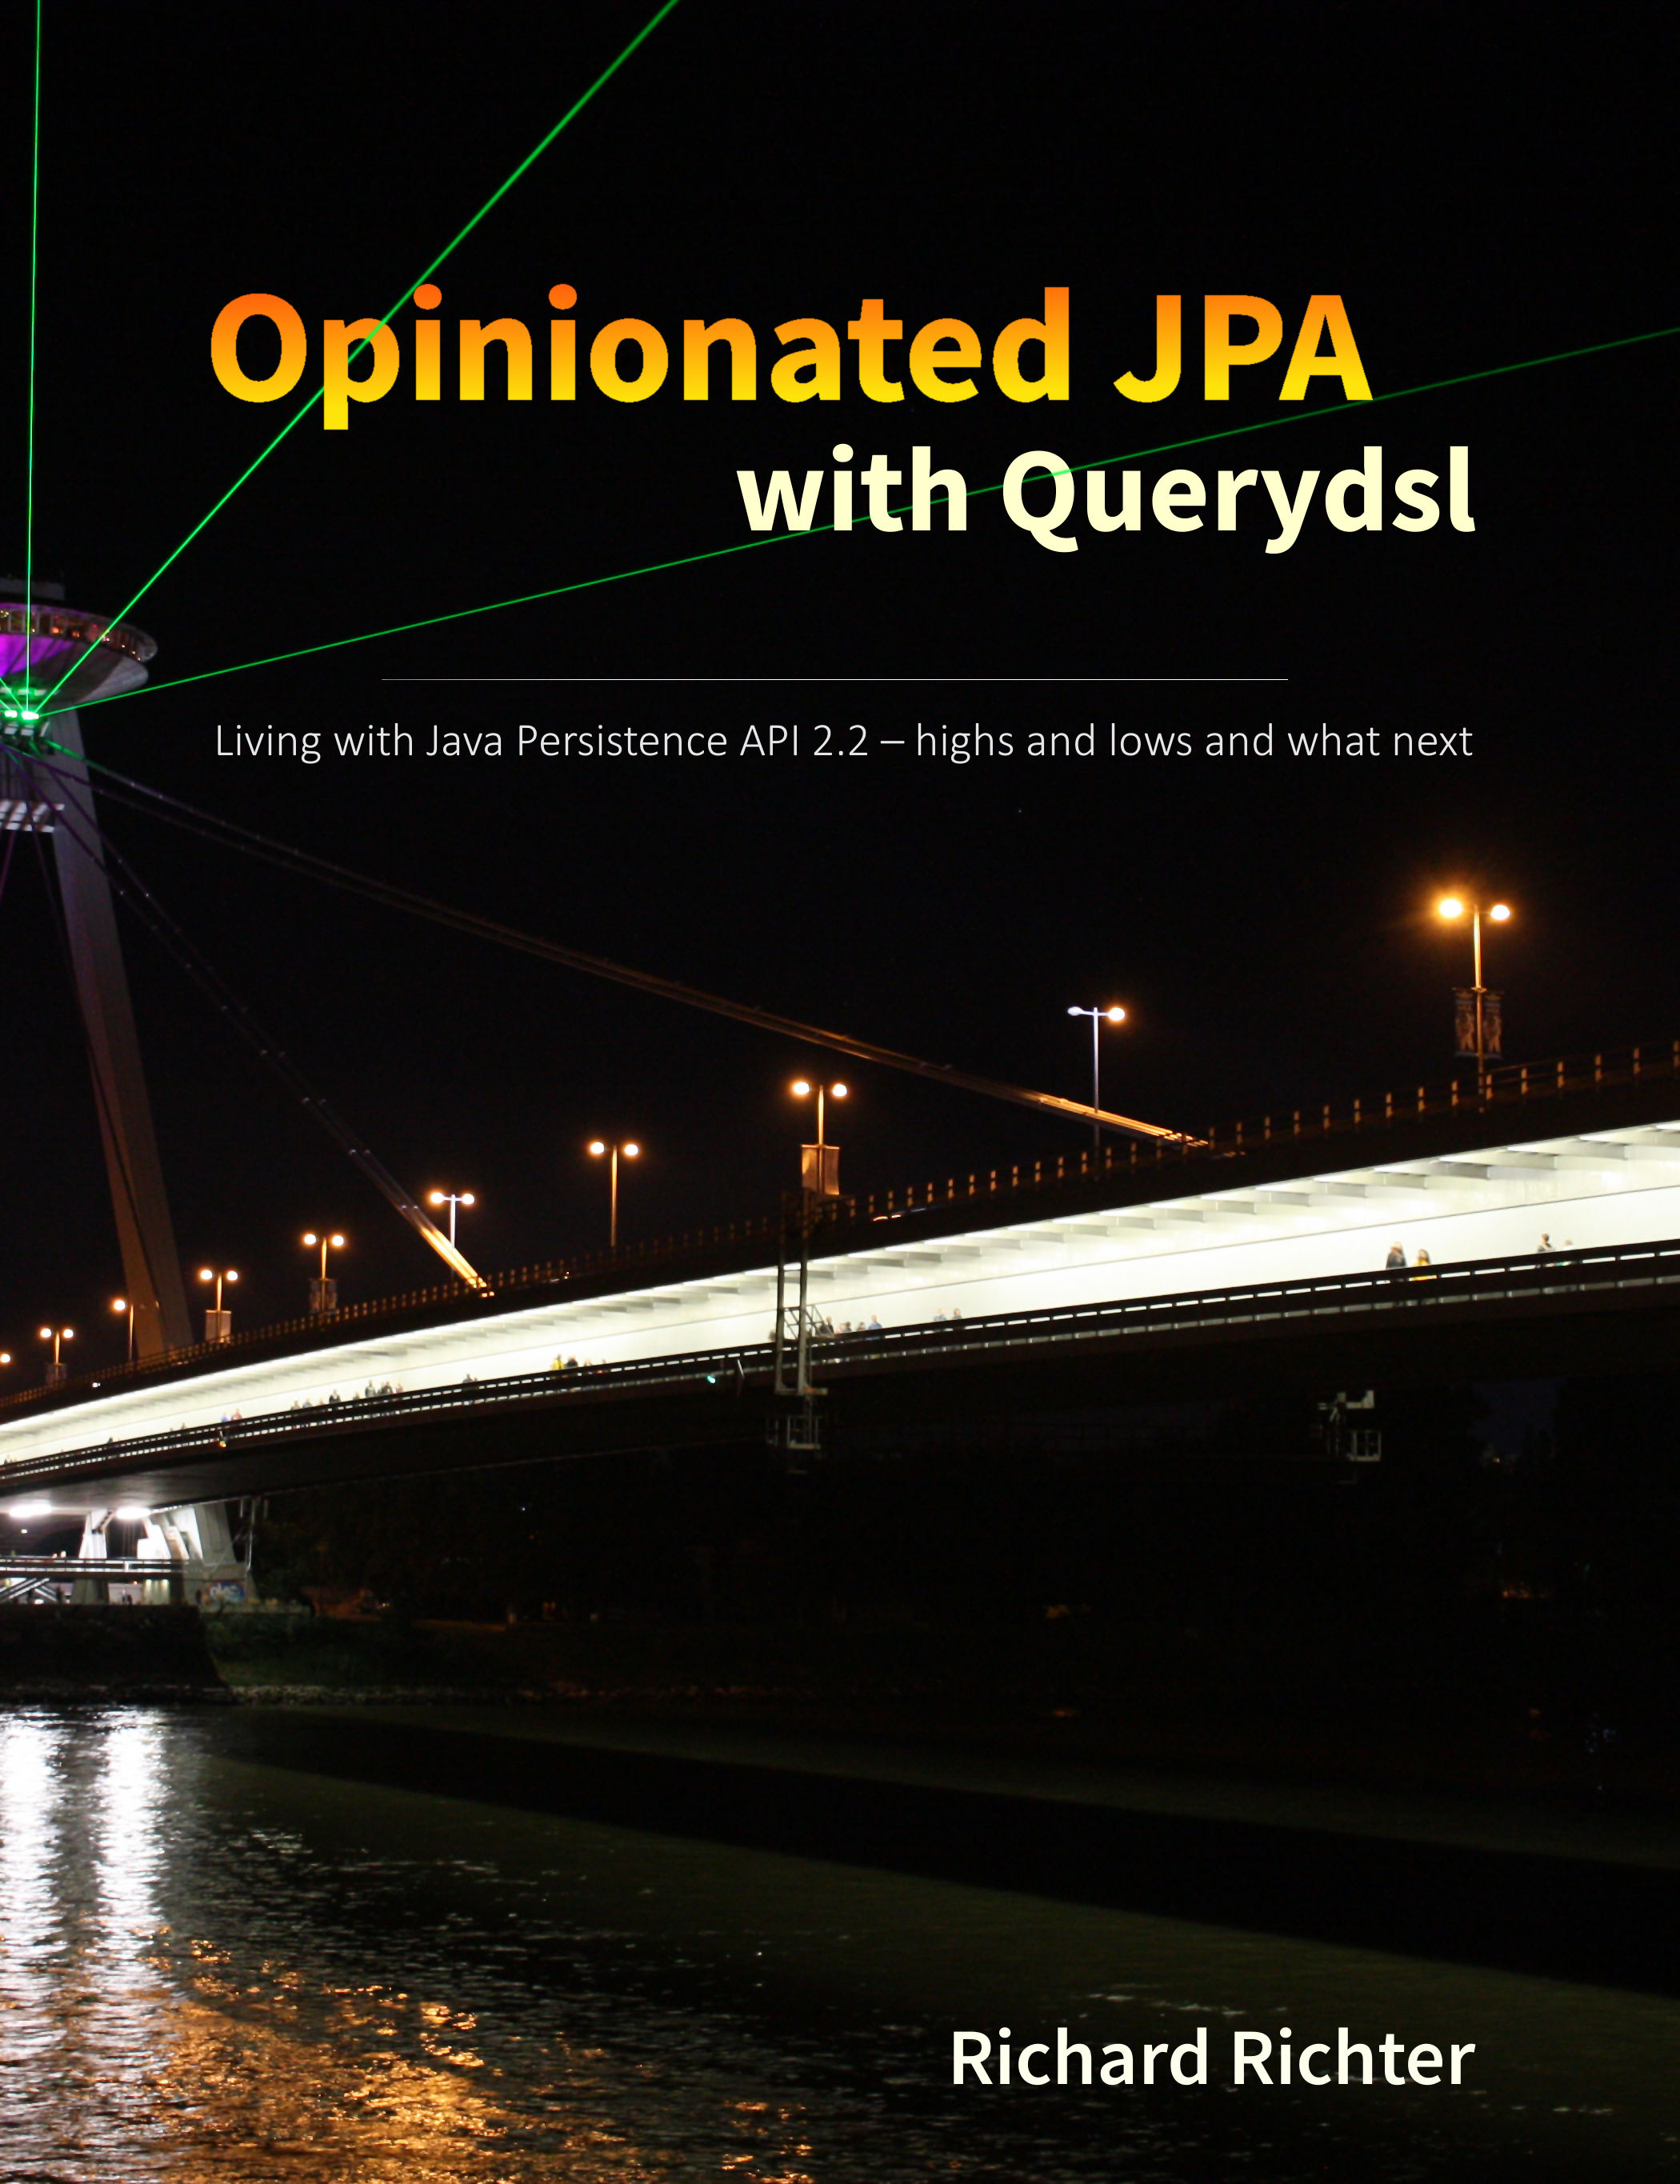 Opinionated JPA
with Querydsl
Living with Java Persistence API 2.2 – highs and lows and what next
Richard Richter